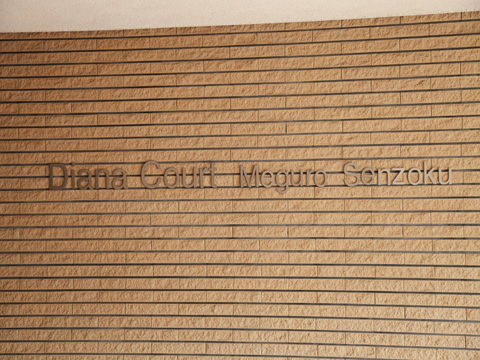 Diana Court Meguro Senzoku